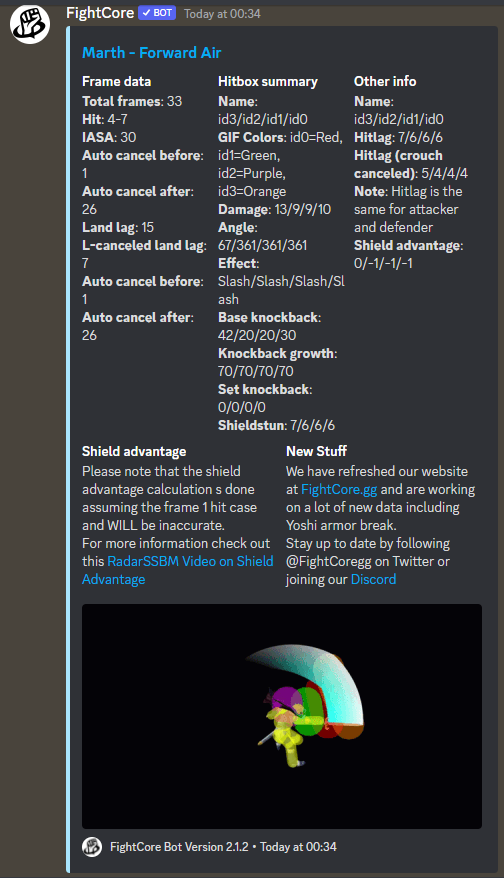 FightCore ✓ BOT Today at 00:34
Marth - Forward Air
Frame data
Total frames: 33
Hit: 4-7
IASA: 30
Auto cancel before:
1
Auto cancel after:
26
Land lag: 15
L-canceled land lag:
7
Auto cancel before:
1
Auto cancel after:
26
Hitbox summary
Name:
id3/id2/id1/id0
GIF Colors: id0=Red,
id1=Green,
id2=Purple,
id3=Orange
Damage: 13/9/9/10
Angle:
67/361/361/361
Effect:
Slash/Slash/Slash/Sl
ash
Base knockback:
42/20/20/30
Knockback growth:
70/70/70/70
Set knockback:
0/0/0/0
Shieldstun: 7/6/6/6
Other info
Name:
id3/id2/id1/id0
Hitlag: 7/6/6/6
Hitlag (crouch
canceled): 5/4/4/4
Note: Hitlag is the
same for attacker
and defender
Shield advantage:
0/-1/-1/-1
Shield advantage
Please note that the shield
advantage calculation s done
assuming the frame 1 hit case
and WILL be inaccurate.
For more information check out
this RadarSSBM Video on Shield
Advantage
New Stuff
We have refreshed our website
at FightCore.gg and are working
on a lot of new data including
Yoshi armor break.
Stay up to date by following
@FightCoregg on Twitter or
joining our Discord
FightCore Bot Version 2.1.2 • Today at 00:34